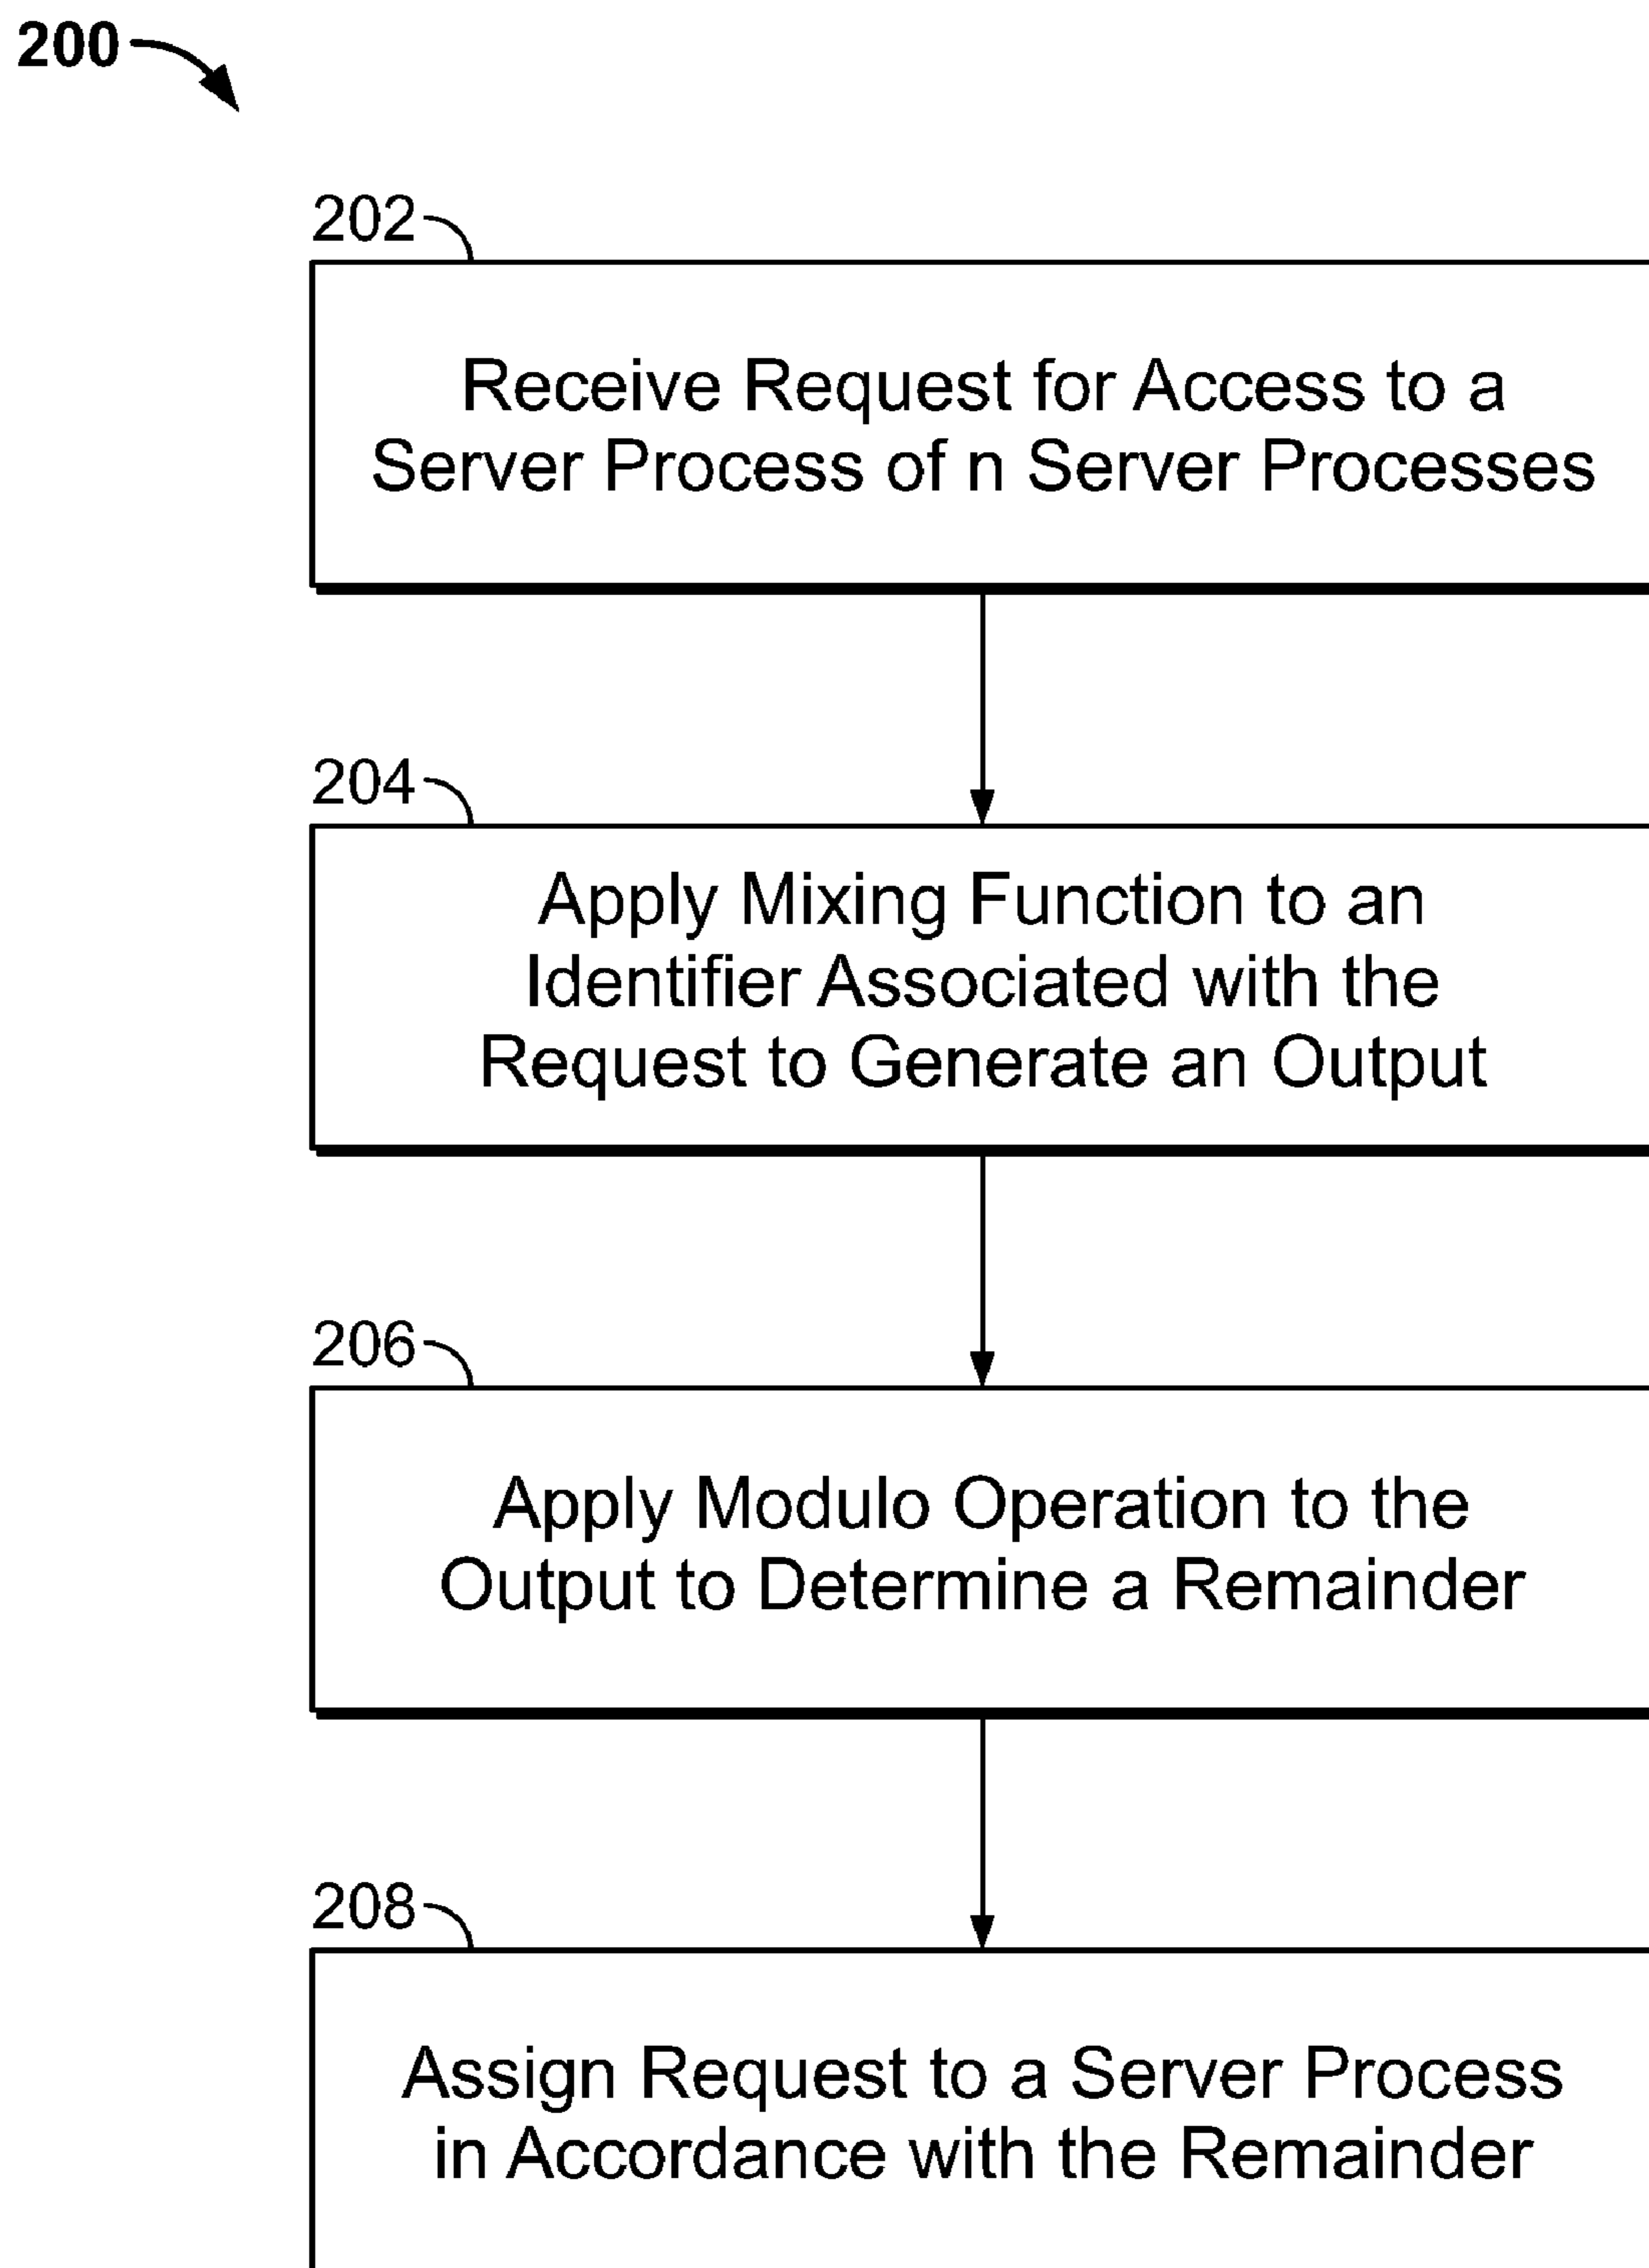 200
202
Receive Request for Access to a
Server Process of n Server Processes
204
Apply Mixing Function to an
Identifier Associated with the
Request to Generate an Output
206
Apply Modulo Operation to the
Output to Determine a Remainder
208
Assign Request to a Server Process
in Accordance with the Remainder